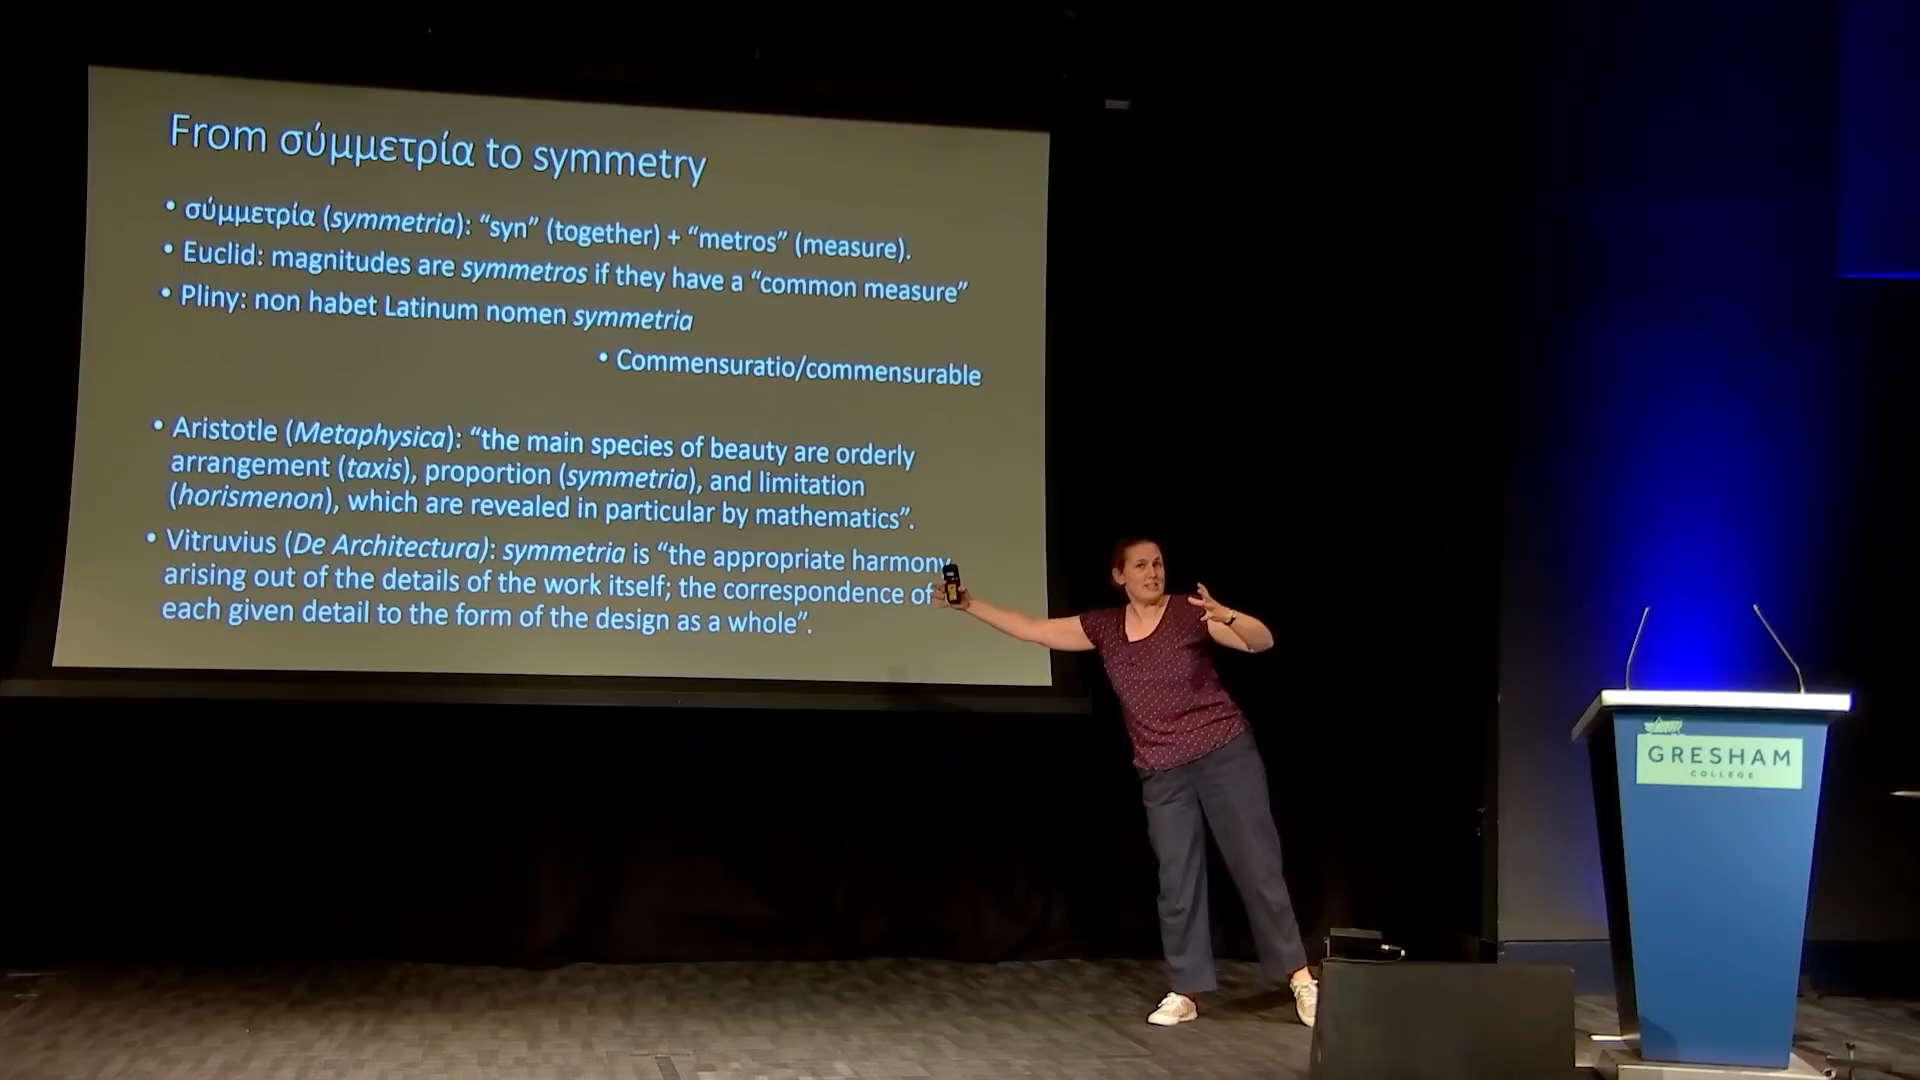 From σύμμετρία to symmetry
• σύμμετρία (symmetria): “syn” (together) + “metros” (measure).
• Euclid: magnitudes are symmetros if they have a “common measure”
• Pliny: non habet Latinum nomen symmetria
• Commensuratio/commensurable
• Aristotle (Metaphysica): “the main species of beauty are orderly
arrangement (taxis), proportion (symmetria), and limitation
(horismenon), which are revealed in particular by mathematics”.
• Vitruvius (De Architectura): symmetria is “the appropriate harmony
arising out of the details of the work itself; the correspondence of
each given detail to the form of the design as a whole”.
GRESHAM
COLLEGE